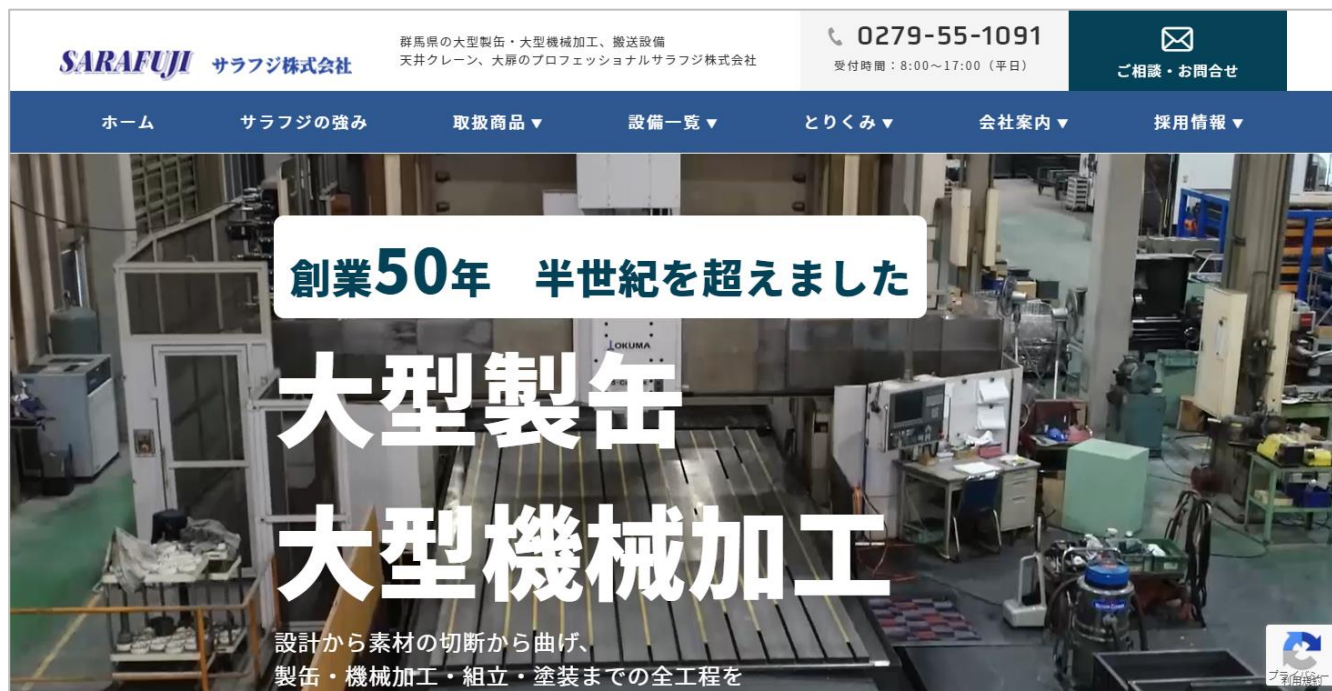 SARAFUJI サラフジ株式会社
群馬県の大型製缶・大型機械加工、搬送設備
天井クレーン、大扉のプロフェッショナルサラフジ株式会社
0279-55-1091
受付時間：8:00～17:00（平日）
ご相談・お問合せ
ホーム サラフジの強み 取扱商品▼ 設備一覧▼ とりくみ▼ 会社案内▼ 採用情報▼
創業50年 半世紀を超えました
OKUMA
大型製缶
大型機械加工
設計から素材の切断から曲げ、
製缶・機械加工・組立・塗装までの全工程を